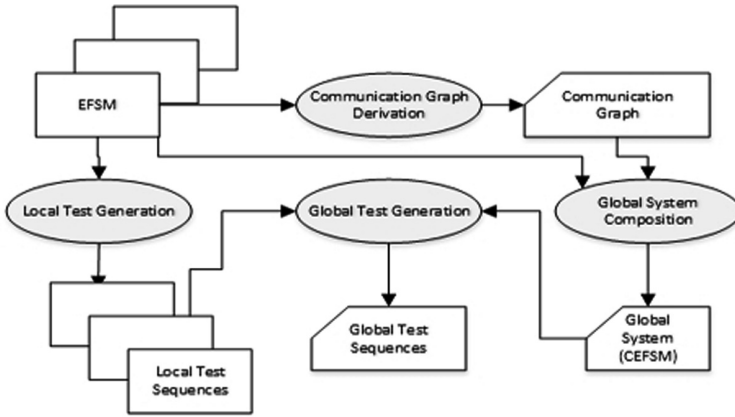 EFSM
Communication Graph
Derivation
Communication
Graph
Local Test Generation
Global Test Generation
Global System
Composition
Local Test
Sequences
Global Test
Sequences
Global
System
(CEFSM)